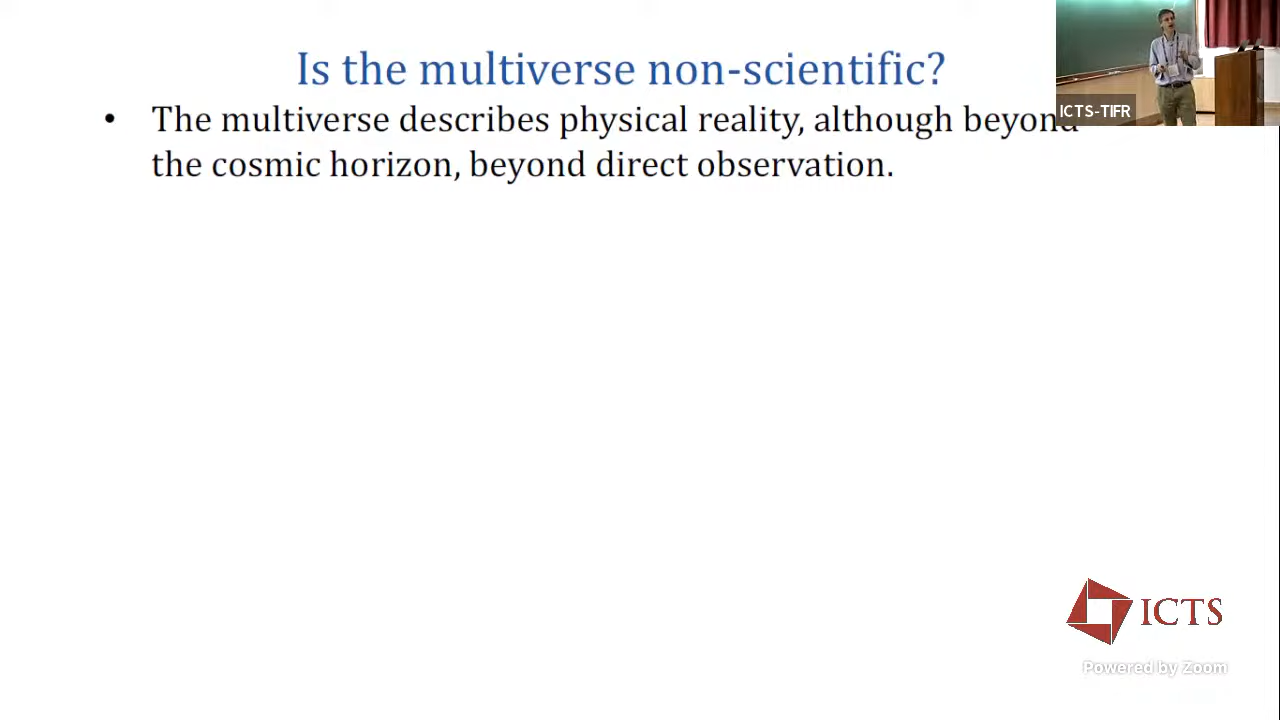 Is the multiverse non-scientific?
• The multiverse describes physical reality, although beyond
the cosmic horizon, beyond direct observation.
ICTS-TIFR
ICTS
Powered by Zoom